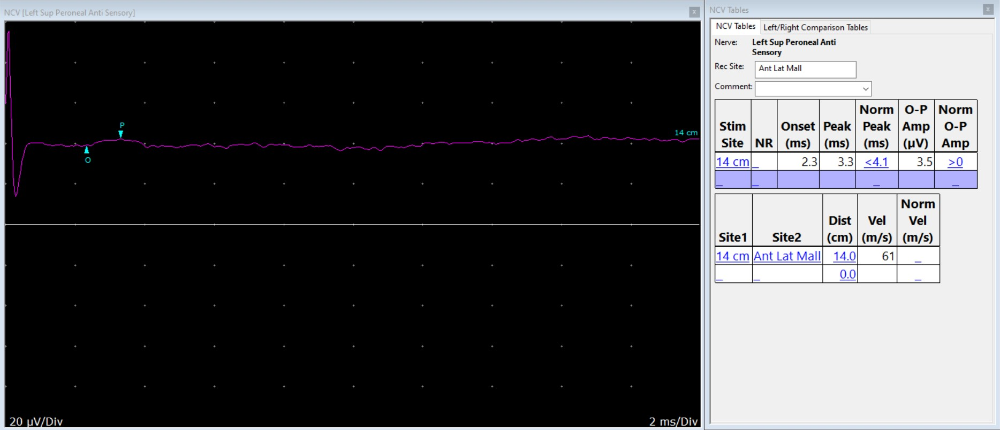 NCV [Left Sup Peroneal Anti Sensory]
x
P
O
14 cm
20 µV/Div
2 ms/Div
NCV Tables
x
NCV Tables
Left/Right Comparison Tables
Nerve: Left Sup Peroneal Anti
Sensory
Rec Site: Ant Lat Mall
Comment:
Norm O-P Norm
Stim Onset Peak Peak Amp O-P
Site NR (ms) (ms) (ms) (µV) Amp
14 cm _ 2.3 3.3 <4.1 3.5 >0
_ _ _ _
Norm
Dist Vel Vel
Site1 Site2 (cm) (m/s) (m/s)
14 cm Ant Lat Mall 14.0 61 _
_ _ 0.0 _